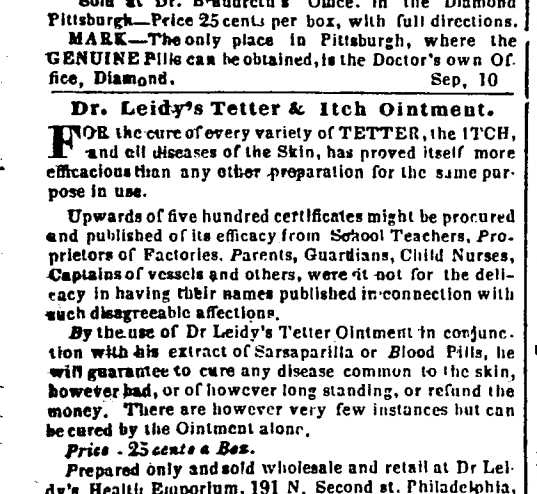 Sold at Dr. Brandreth's Office. In the Diamond
Pittsburgh—Price 25 cents per box, with full directions.
MARK—The only place in Pittsburgh, where the
GENUINE Pills can be obtained, is the Doctor's own Of-
fice, Diamond. Sep, 10
Dr. Leidy's Tetter & Itch Ointment.
FOR the cure of every variety of TETTER, the ITCH,
and all diseases of the Skin, has proved itself more
efficacious than any other preparation for the same pur-
pose in use.
Upwards of five hundred certificates might be procured
and published of its efficacy from School Teachers, Pro-
prietors of Factories. Parents, Guardians, Child Nurses,
Captains of vessels and others, were it not for the deli-
cacy in having their names published in connection with
such disagreeable affections.
By the use of Dr Leidy's Tetter Ointment in conjunc-
tion with his extract of Sarsaparilla or Blood Pills, he
will guarantee to cure any disease common to the skin,
however bad, or of however long standing, or refund the
money. There are however very few instances but can
be cured by the Ointment alone.
Price - 25 cents a Box.
Prepared only and sold wholesale and retail at Dr Lei-
dy's Health Emporium, 191 N. Second st. Philadelphia,